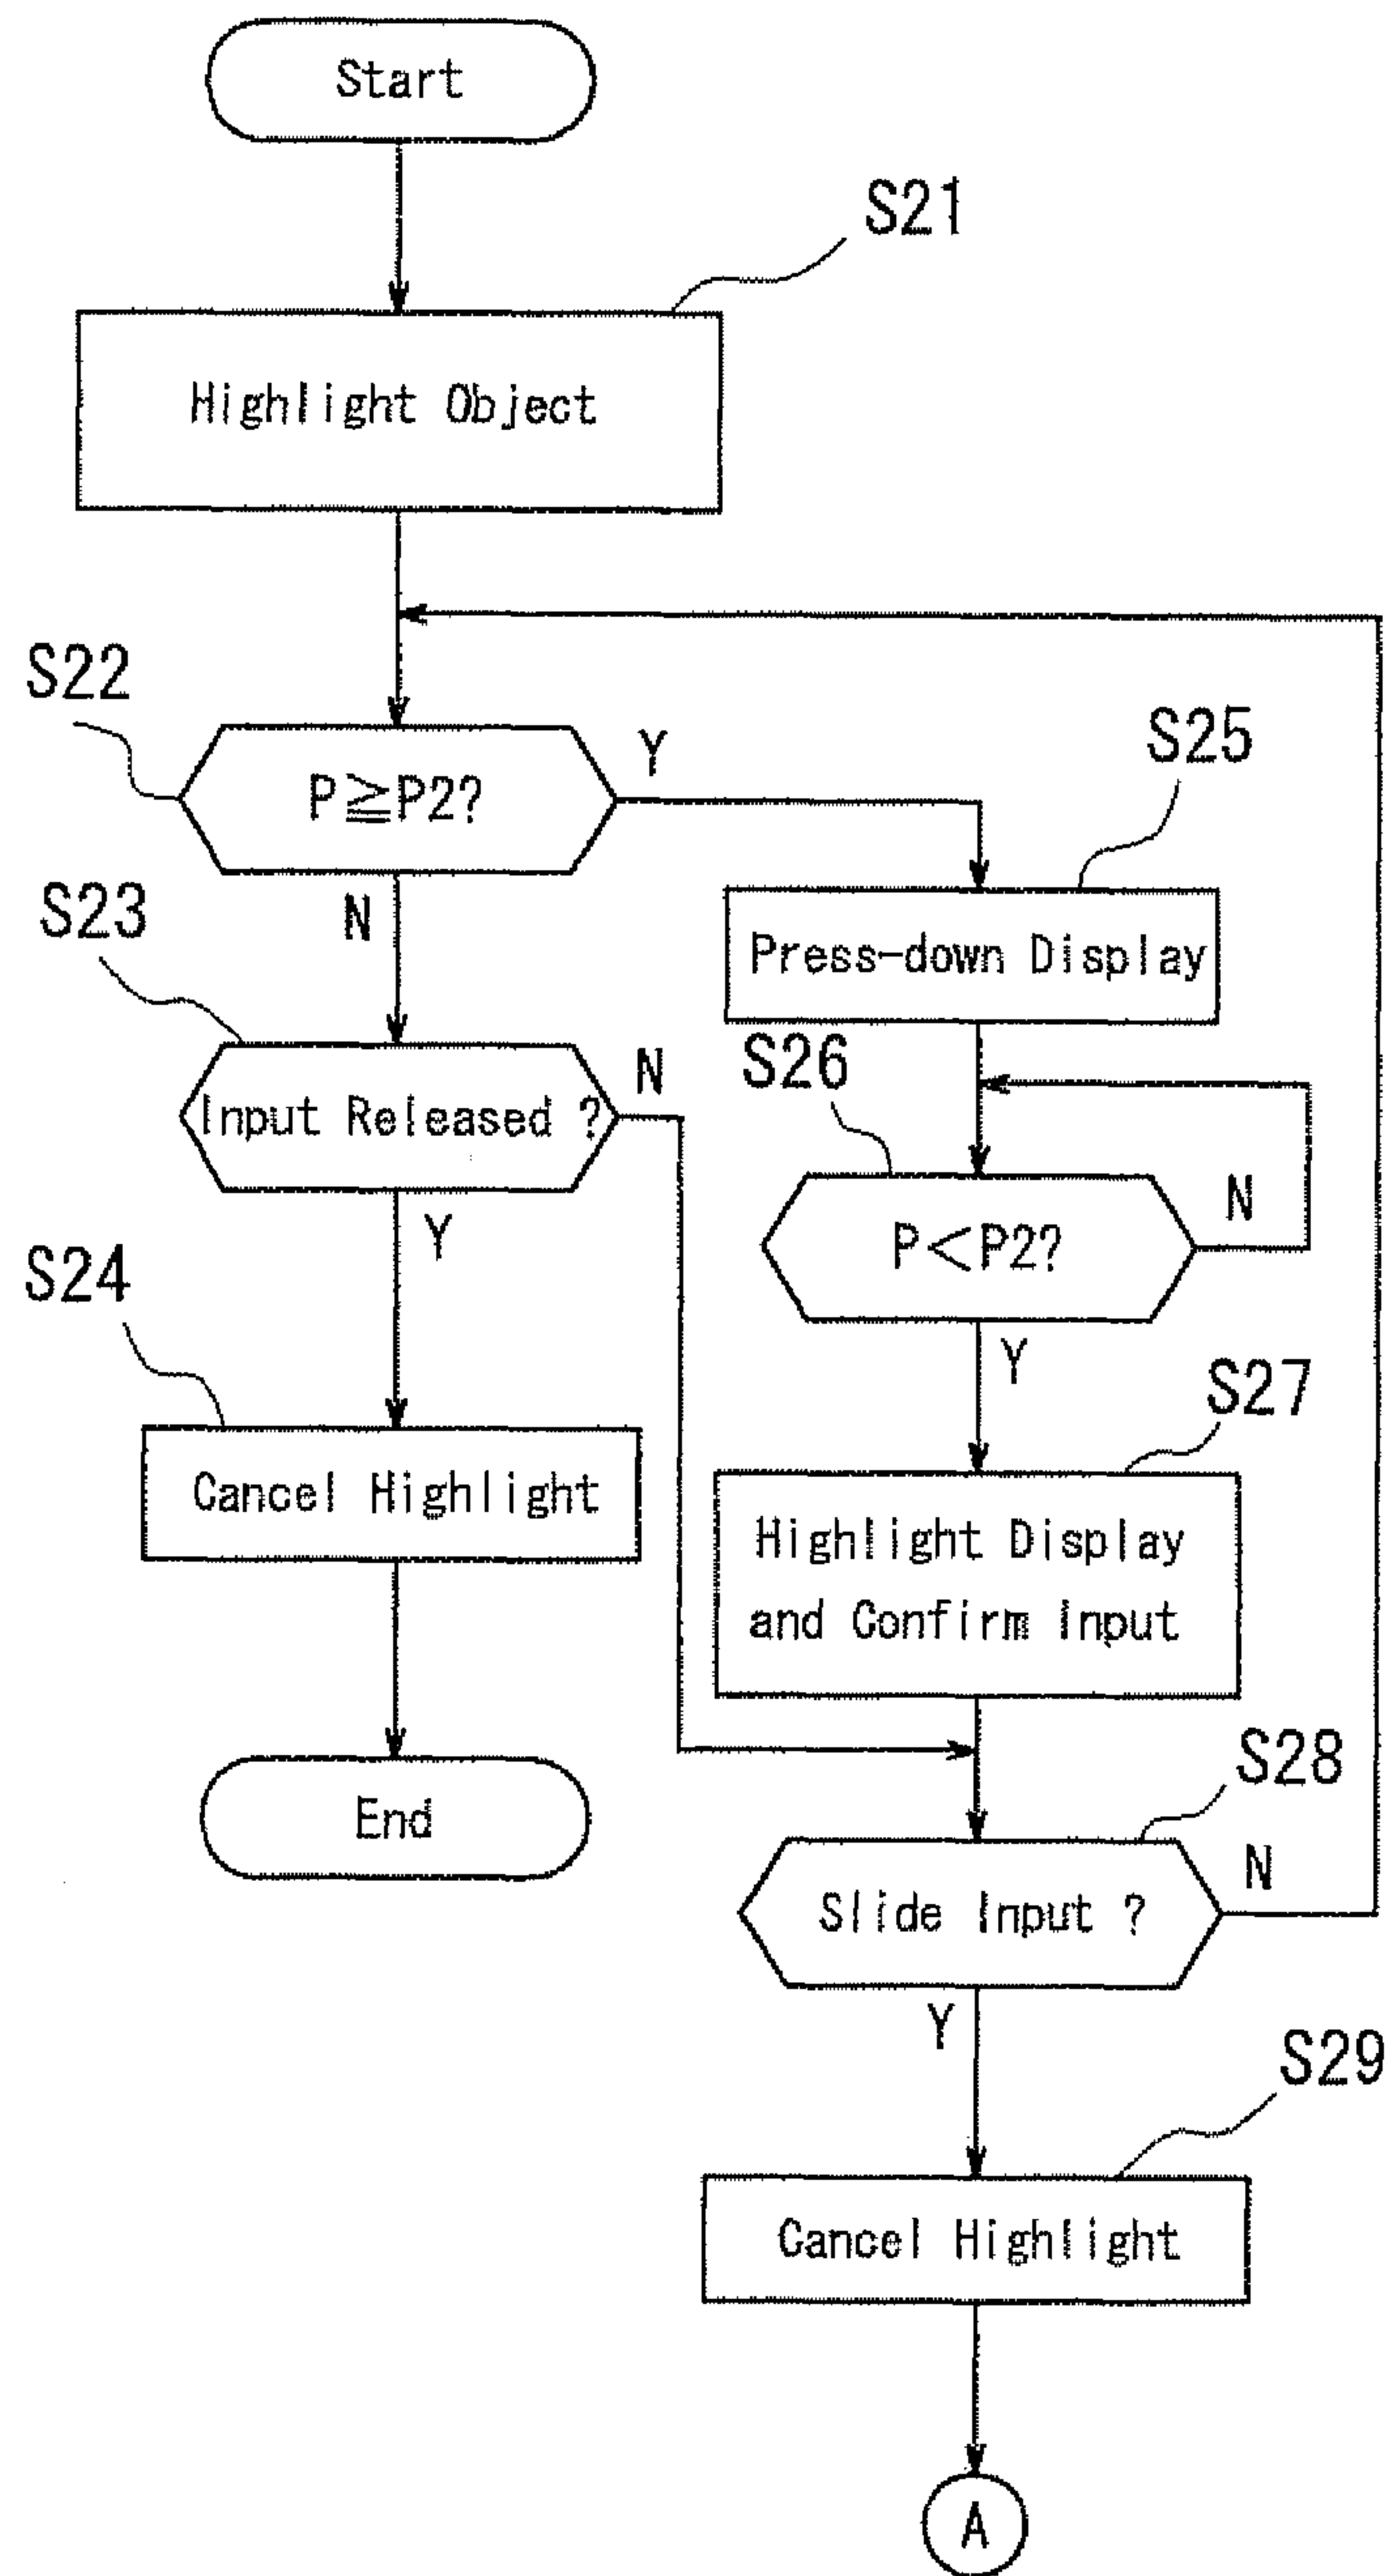 Start
S21
Highlight Object
S22
P≧P2?
Y
N
S25
Press-down Display
S23
Input Released ?
N
Y
S26
P<P2?
N
Y
S24
Cancel Highlight
S27
Highlight Display
and Confirm Input
End
S28
Slide Input ?
N
Y
S29
Cancel Highlight
A